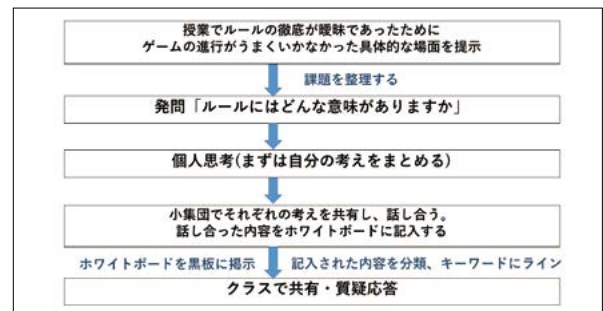 授業でルールの徹底が曖昧であったために
ゲームの進行がうまくいかなかった具体的な場面を提示
課題を整理する
発問「ルールにはどんな意味がありますか」
個人思考(まずは自分の考えをまとめる)
小集団でそれぞれの考えを共有し、話し合う。
話し合った内容をホワイトボードに記入する
ホワイトボードを黒板に掲示 記入された内容を分類、キーワードにライン
クラスで共有・質疑応答